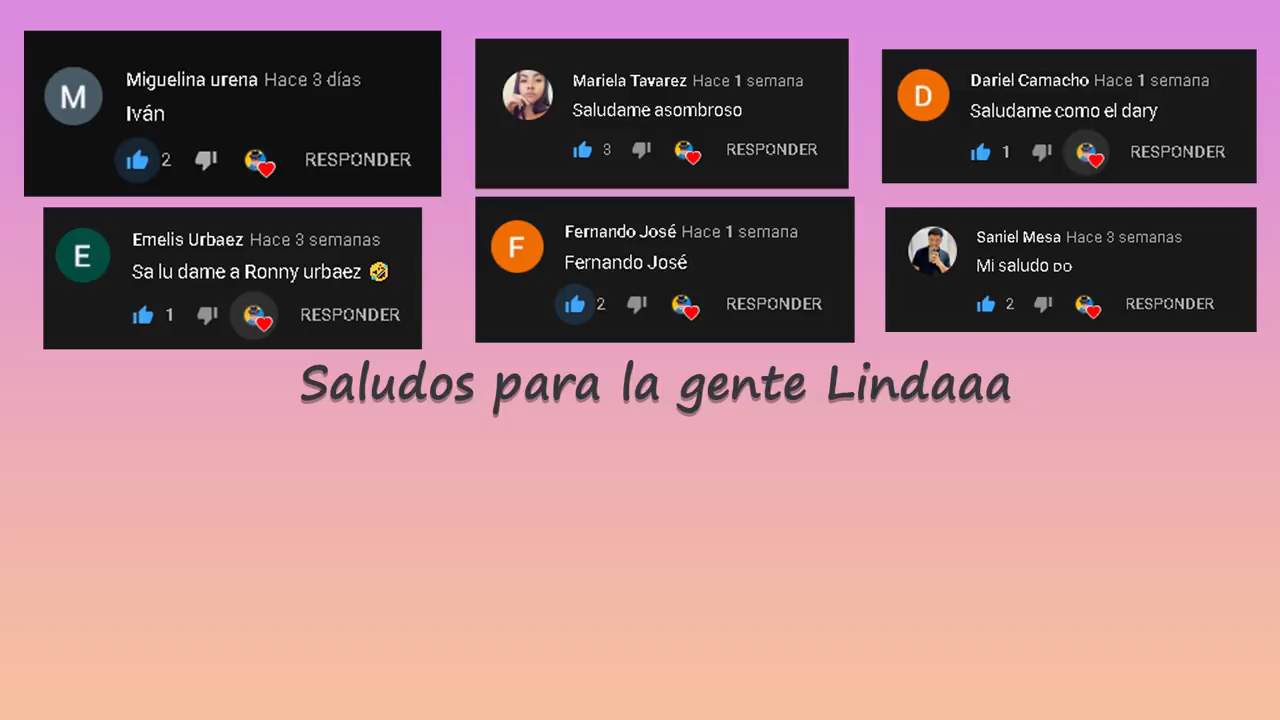 M
Miguelina urena Hace 3 días
Iván
2 RESPONDER
Mariela Tavarez Hace 1 semana
Saludame asombroso
3 RESPONDER
D
Dariel Camacho Hace 1 semana
Saludame como el dary
1 RESPONDER
E
Emelis Urbaez Hace 3 semanas
Sa lu dame a Ronny urbaez 🤣
1 RESPONDER
F
Fernando José Hace 1 semana
Fernando José
2 RESPONDER
Saniel Mesa Hace 3 semanas
Mi saludo DO
2 RESPONDER
Saludos para la gente Lindaaa